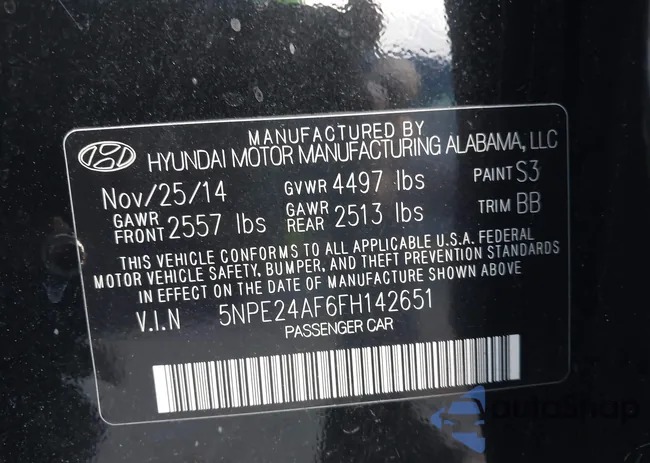 MANUFACTURED BY
HYUNDAI MOTOR MANUFACTURING ALABAMA, LLC
Nov/25/14 GVWR 4497 lbs PAINT S3
GAWR FRONT 2557 lbs GAWR REAR 2513 lbs TRIM BB
THIS VEHICLE CONFORMS TO ALL APPLICABLE U.S.A. FEDERAL
MOTOR VEHICLE SAFETY, BUMPER, AND THEFT PREVENTION STANDARDS
IN EFFECT ON THE DATE OF MANUFACTURE SHOWN ABOVE
V.I.N 5NPE24AF6FH142651
PASSENGER CAR
AutoSnap